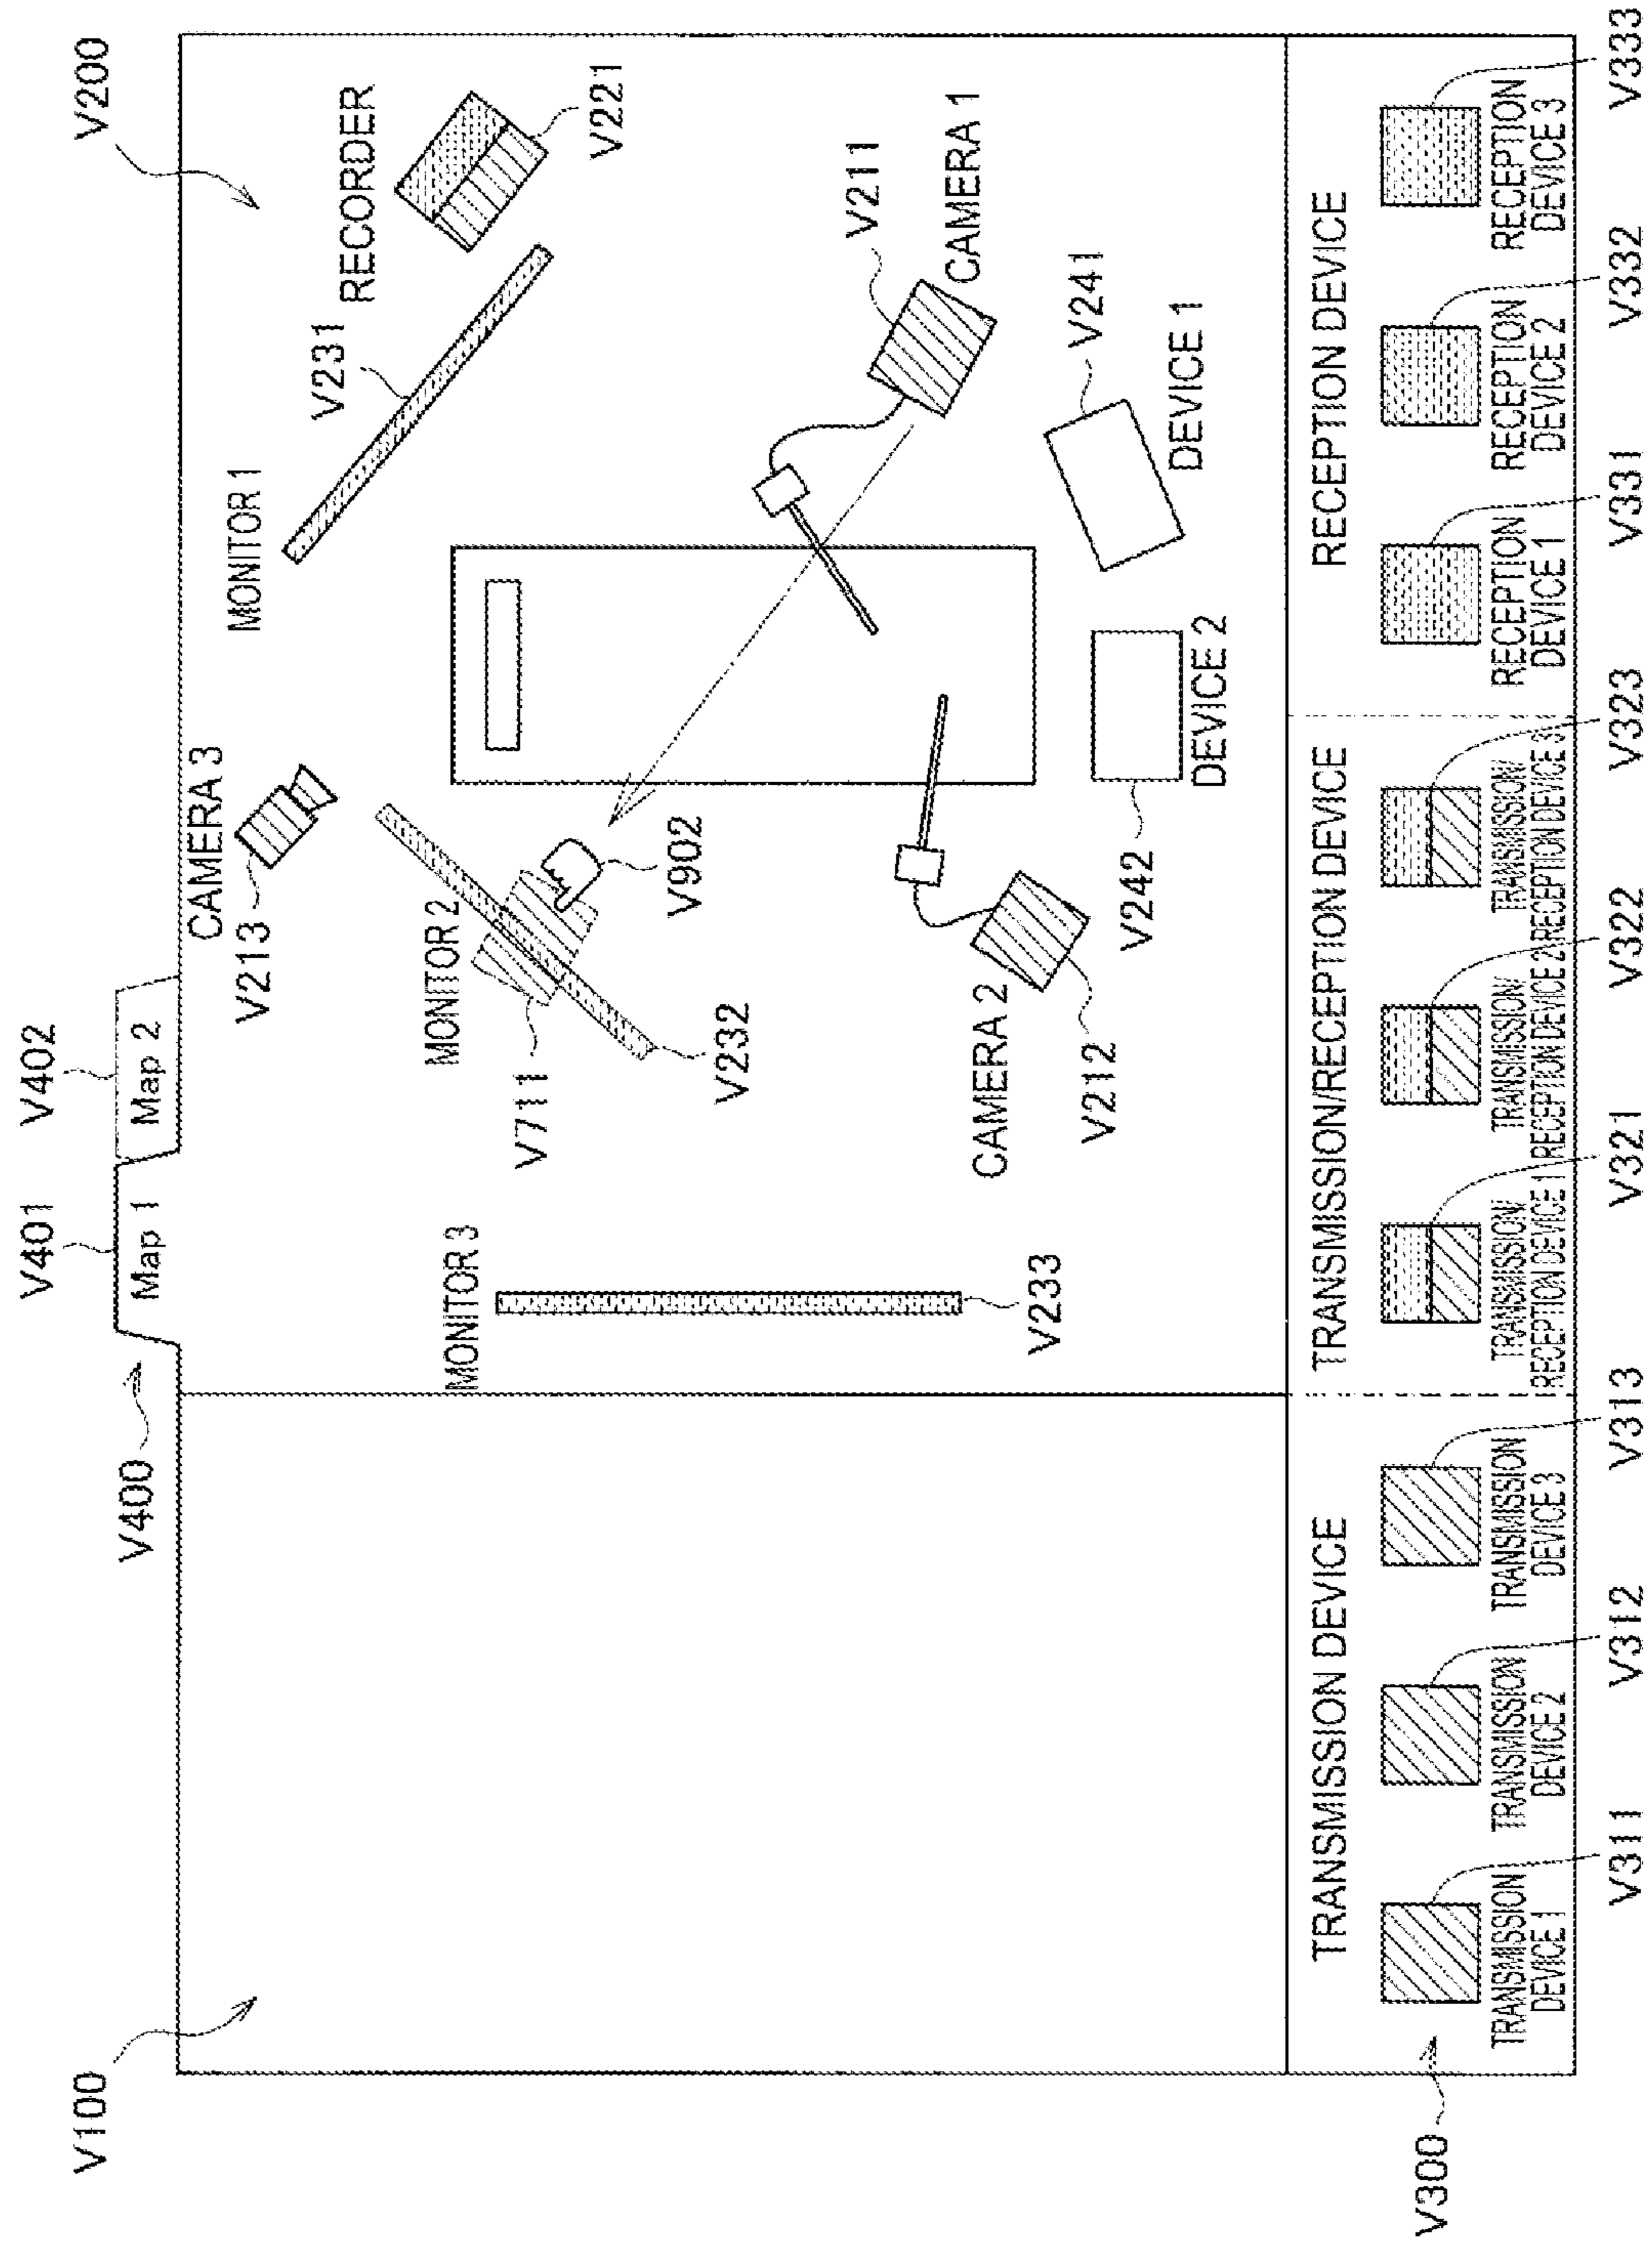 V401
V402
V400
Map 1
Map 2
V100
V200
CAMERA 3
V213
MONITOR 1
V231
RECORDER
V221
MONITOR 3
MONITOR 2
V711
V902
V232
V233
V211
CAMERA 1
CAMERA 2
V212
V242
DEVICE 2
V241
DEVICE 1
V300
TRANSMISSION DEVICE
TRANSMISSION/RECEPTION DEVICE
RECEPTION DEVICE
TRANSMISSION
DEVICE 1
TRANSMISSION
DEVICE 2
TRANSMISSION
DEVICE 3
TRANSMISSION/
RECEPTION DEVICE 1
TRANSMISSION/
RECEPTION DEVICE 2
TRANSMISSION/
RECEPTION DEVICE 3
RECEPTION
DEVICE 1
RECEPTION
DEVICE 2
RECEPTION
DEVICE 3
V311
V312
V313
V321
V322
V323
V331
V332
V333